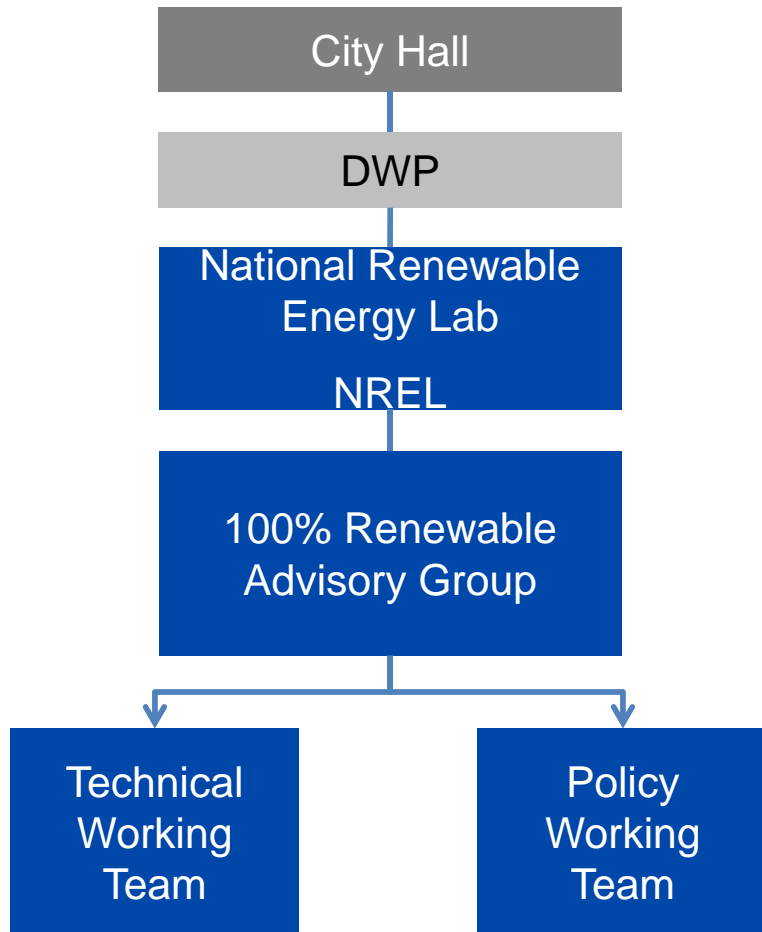 City Hall
DWP
National Renewable
Energy Lab
NREL
100% Renewable
Advisory Group
Technical
Working
Team
Policy
Working
Team